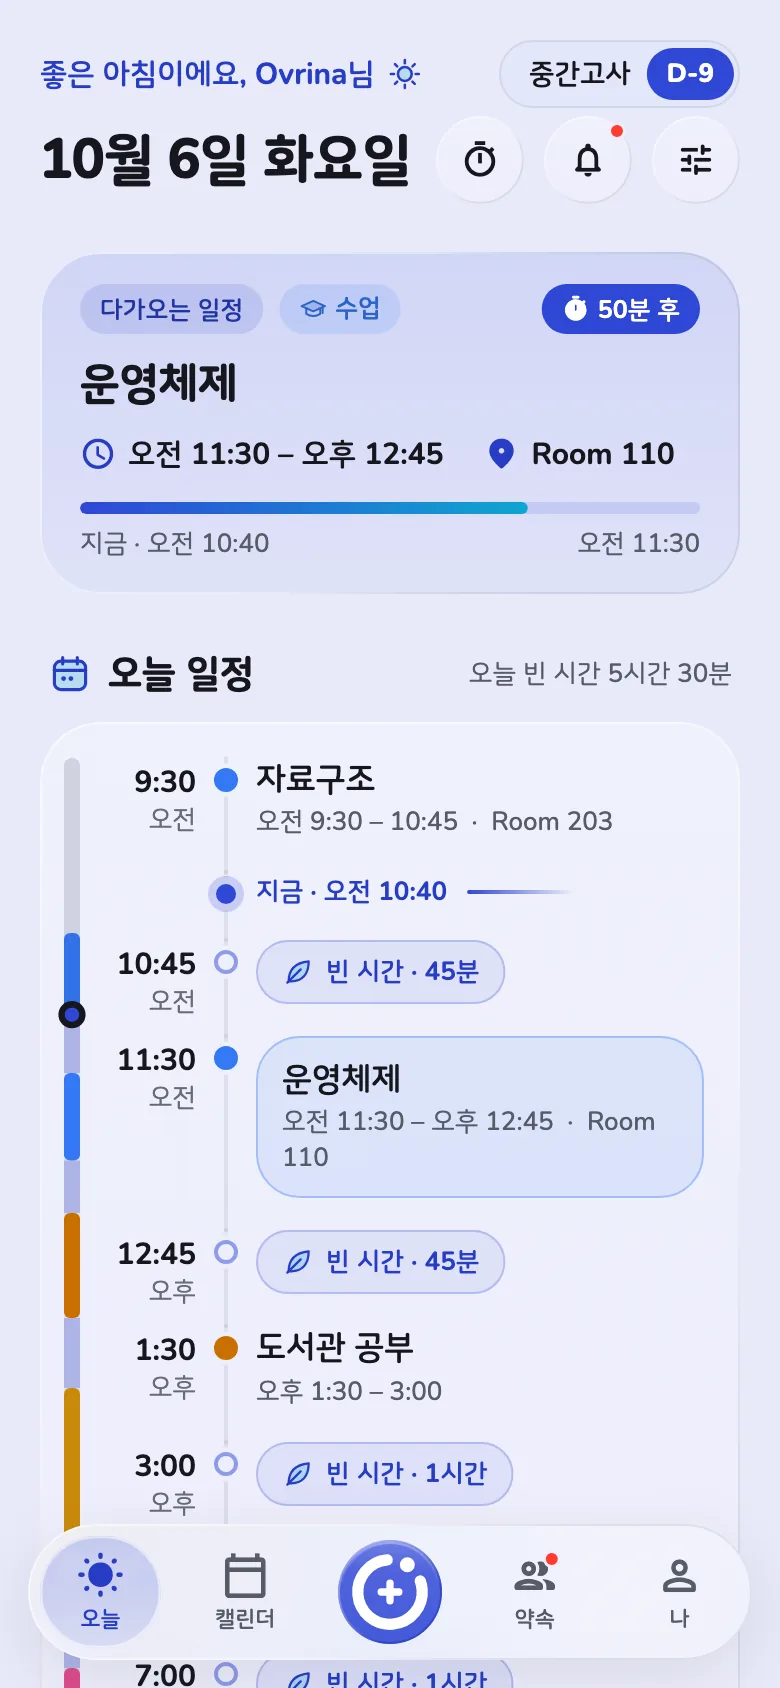 좋은 아침이에요, Ovrina님
중간고사 D-9
10월 6일 화요일
다가오는 일정 수업 50분 후
운영체제
오전 11:30 – 오후 12:45 Room 110
지금 · 오전 10:40 오전 11:30
오늘 일정 오늘 빈 시간 5시간 30분
9:30 자료구조
오전 오전 9:30 – 10:45 · Room 203
지금 · 오전 10:40
10:45 빈 시간 · 45분
오전
11:30 운영체제
오전 오전 11:30 – 오후 12:45 · Room
110
12:45 빈 시간 · 45분
오후
1:30 도서관 공부
오후 오후 1:30 – 3:00
3:00 빈 시간 · 1시간
오후
오늘 캘린더 약속 나
7:00 빈 시간 · 1시간